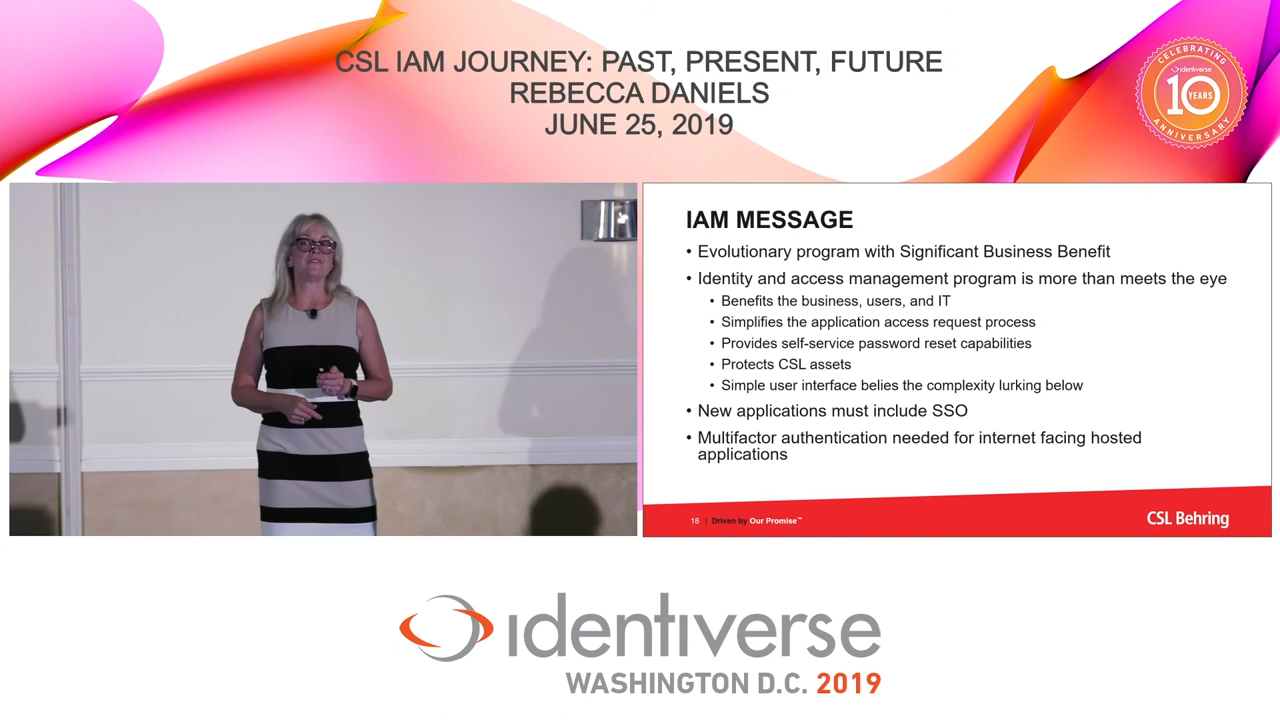 CSL IAM JOURNEY: PAST, PRESENT, FUTURE
REBECCA DANIELS
JUNE 25, 2019
CELEBRATING
identiverse
10 YEARS
ANNIVERSARY
IAM MESSAGE
• Evolutionary program with Significant Business Benefit
• Identity and access management program is more than meets the eye
• Benefits the business, users, and IT
• Simplifies the application access request process
• Provides self-service password reset capabilities
• Protects CSL assets
• Simple user interface belies the complexity lurking below
• New applications must include SSO
• Multifactor authentication needed for internet facing hosted
applications
18 | Driven by Our Promise™
CSL Behring
identiverse
WASHINGTON D.C. 2019